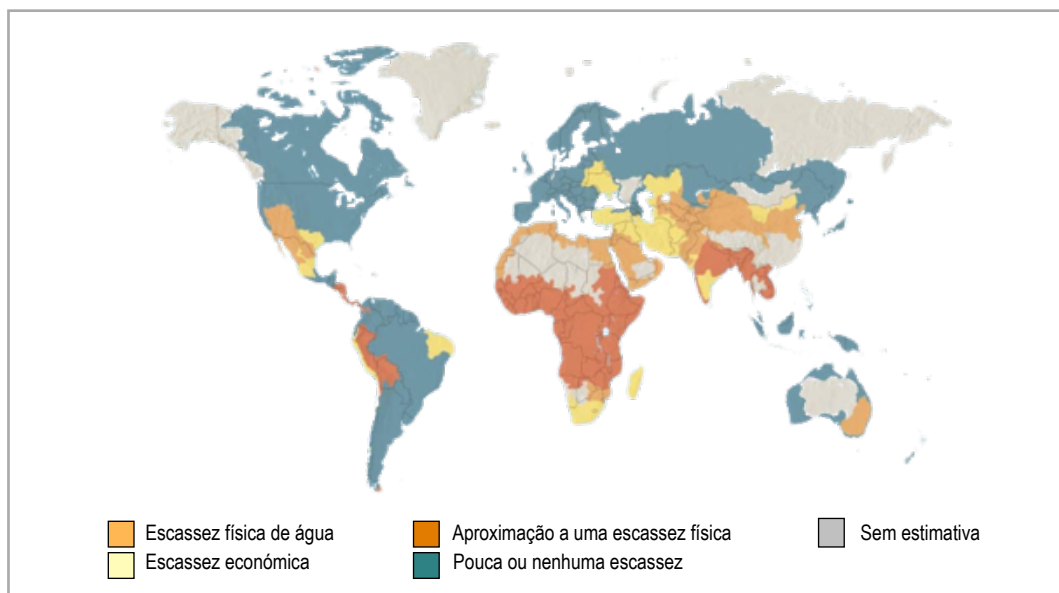 Escassez física de água
Aproximação a uma escassez física
Sem estimativa
Escassez económica
Pouca ou nenhuma escassez